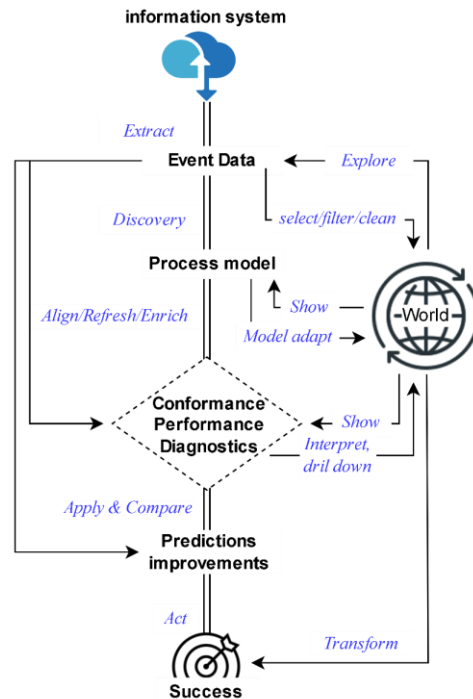 information system
Extract
Event Data
Explore
select/filter/clean
Discovery
Process model
Show
World
Align/Refresh/Enrich
Model adapt
Conformance
Performance
Diagnostics
Show
Interpret,
dril down
Apply & Compare
Predictions
improvements
Act
Transform
Success